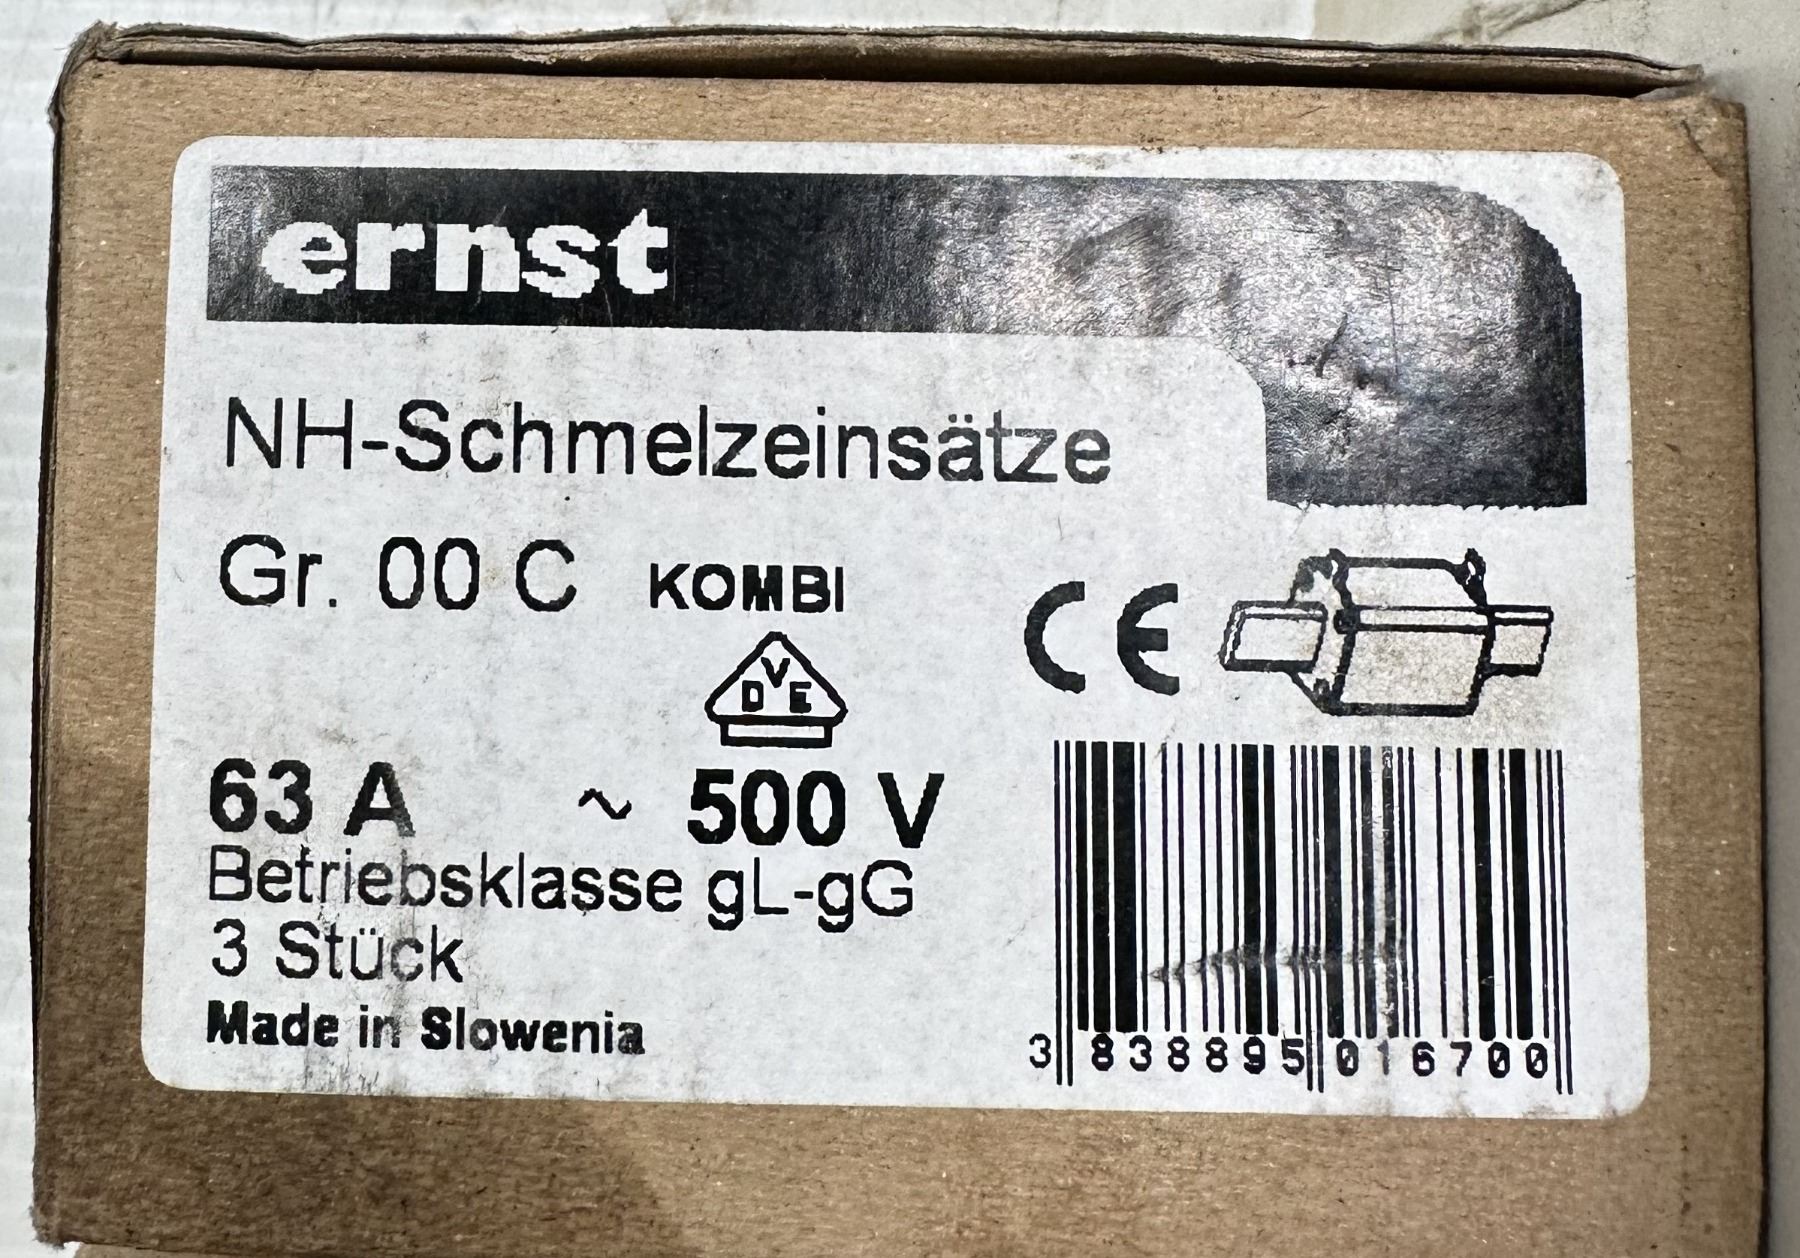 ernst
NH-Schmelzeinsätze
Gr. 00 C KOMBI
VDE
CE
63 A ~ 500 V
Betriebsklasse gL-gG
3 Stück
Made in Slowenia
3 838895 016700